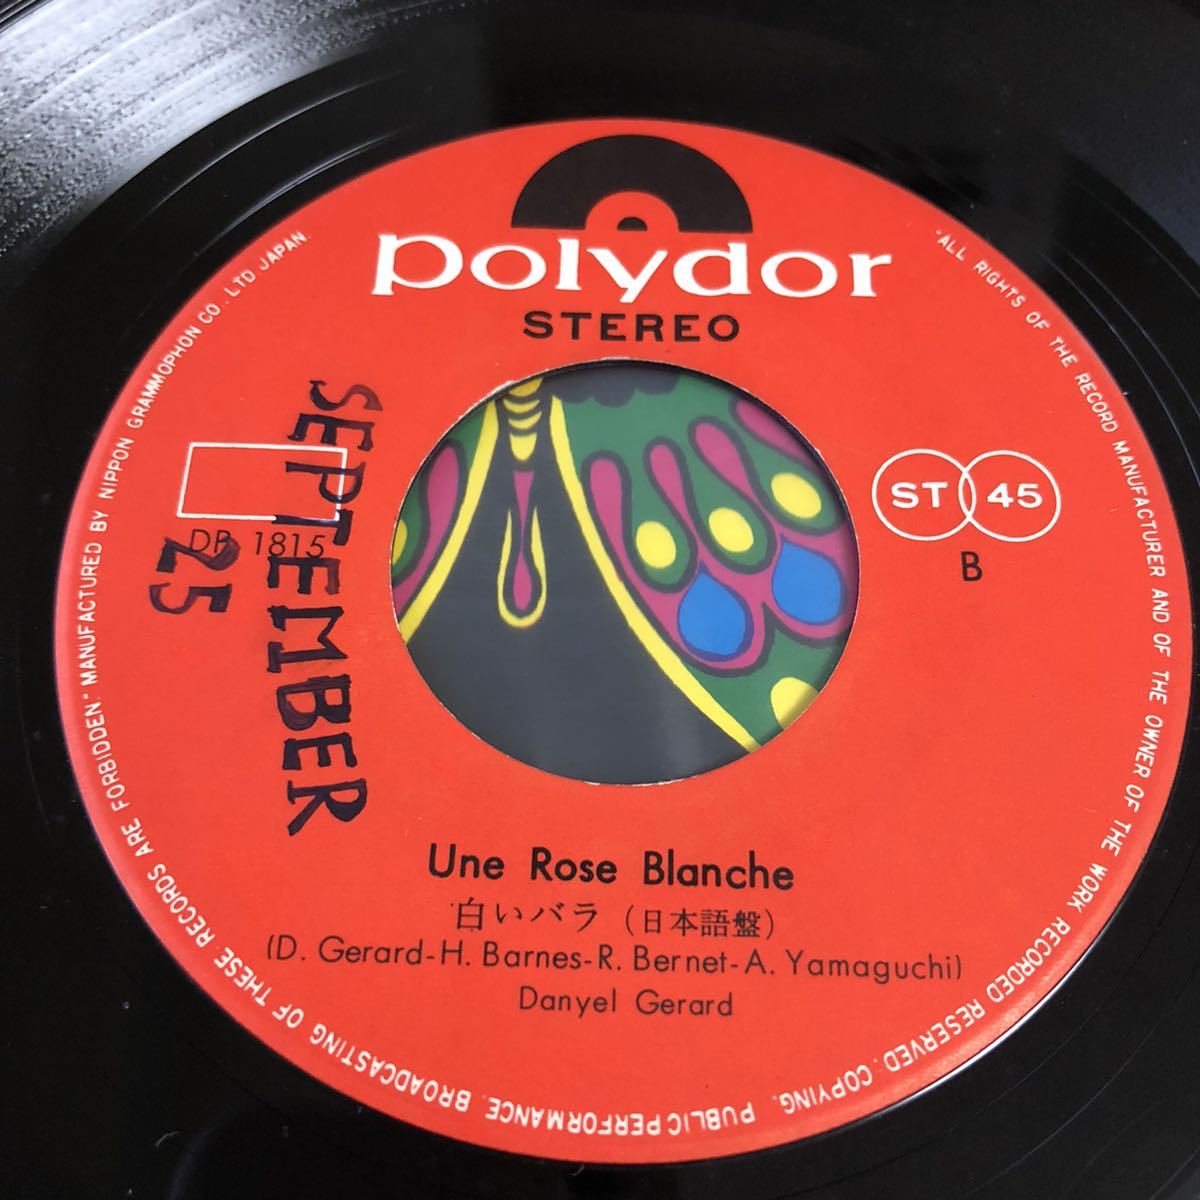 polydor
STEREO
SEPTEMBER
25
DP 1815
ST 45
B
Une Rose Blanche
白いバラ (日本語盤)
(D. Gerard-H. Barnes-R. Bernet-A. Yamaguchi)
Danyel Gerard
"ALL RIGHTS OF THE RECORD MANUFACTURER AND OF THE OWNER OF THE WORK RECORDED RESERVED. COPYING, PUBLIC PERFORMANCE, BROADCASTING OF THESE RECORDS ARE FORBIDDEN." MANUFACTURED BY NIPPON GRAMMOPHON CO., LTD. JAPAN